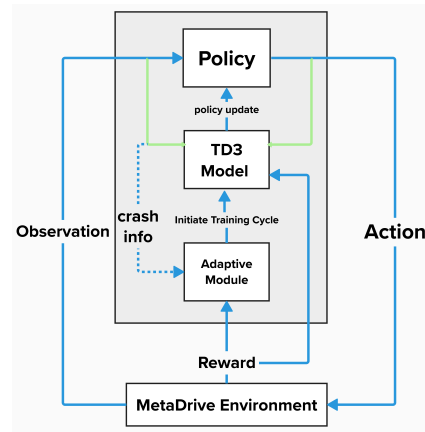 Policy
policy update
TD3
Model
crash
info
Initiate Training Cycle
Observation
Action
Adaptive
Module
Reward
MetaDrive Environment